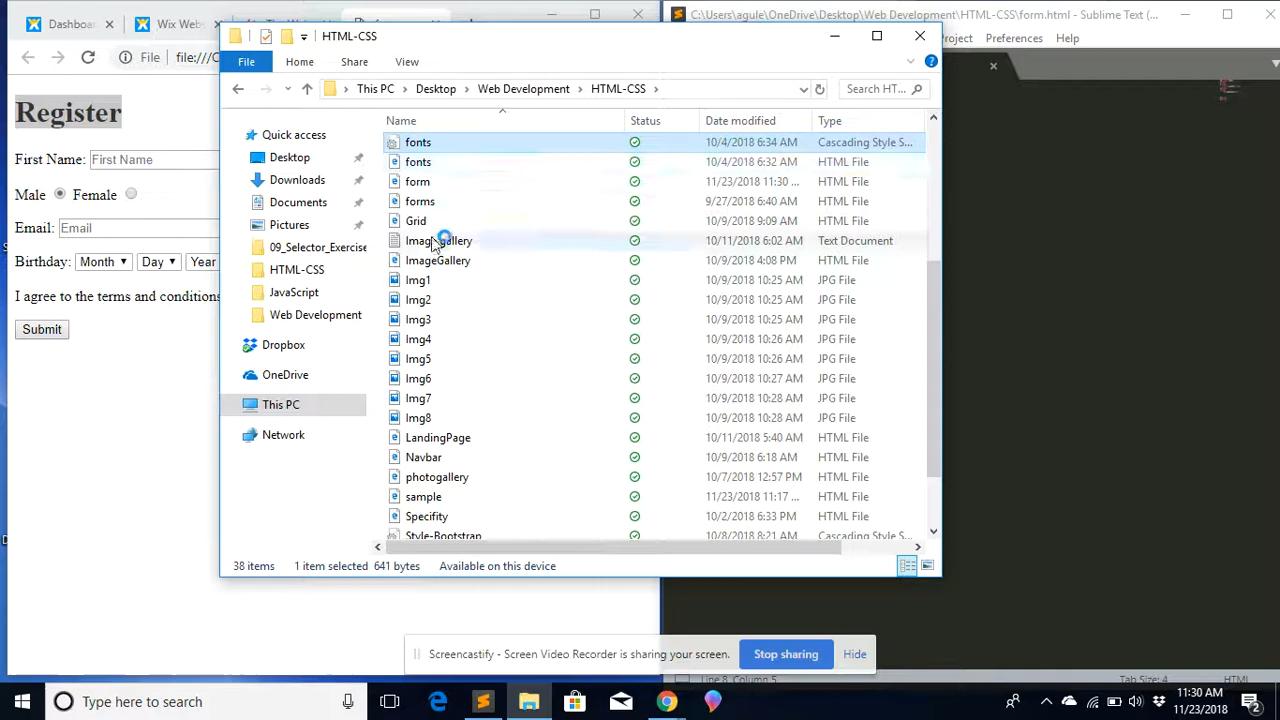 Dashboard
Wix Web
C:\Users\agule\OneDrive\Desktop\Web Development\HTML-CSS\form.html - Sublime Text (...
HTML-CSS
Project Preferences Help
File file:///C
File Home Share View
This PC Desktop Web Development HTML-CSS Search HT...
Register
Name Status Date modified Type
Quick access
Desktop
Downloads
Documents
Pictures
09_Selector_Exercise
HTML-CSS
JavaScript
Web Development
Dropbox
OneDrive
This PC
Network
fonts 10/4/2018 6:34 AM Cascading Style S...
fonts 10/4/2018 6:32 AM HTML File
form 11/23/2018 11:30 ... HTML File
forms 9/27/2018 6:40 AM HTML File
Grid 10/9/2018 9:09 AM HTML File
ImageGallery 10/11/2018 6:02 AM Text Document
ImageGallery 10/9/2018 4:08 PM HTML File
Img1 10/9/2018 10:25 AM JPG File
Img2 10/9/2018 10:25 AM JPG File
Img3 10/9/2018 10:25 AM JPG File
Img4 10/9/2018 10:26 AM JPG File
Img5 10/9/2018 10:26 AM JPG File
Img6 10/9/2018 10:27 AM JPG File
Img7 10/9/2018 10:28 AM JPG File
Img8 10/9/2018 10:28 AM JPG File
LandingPage 10/11/2018 5:40 AM HTML File
Navbar 10/9/2018 6:18 AM HTML File
photogallery 10/7/2018 12:57 PM HTML File
sample 11/23/2018 11:17 ... HTML File
Specifity 10/2/2018 6:33 PM HTML File
Style-Bootstrap 10/8/2018 8:21 AM Cascading Style S...
First Name: First Name
Male Female
Email: Email
Birthday: Month Day Year
I agree to the terms and conditions
Submit
38 items 1 item selected 641 bytes Available on this device
Screencastify - Screen Video Recorder is sharing your screen. Stop sharing Hide
Line 8, Column 5 Tab Size: 4 HTML
Type here to search
11:30 AM
11/23/2018
2